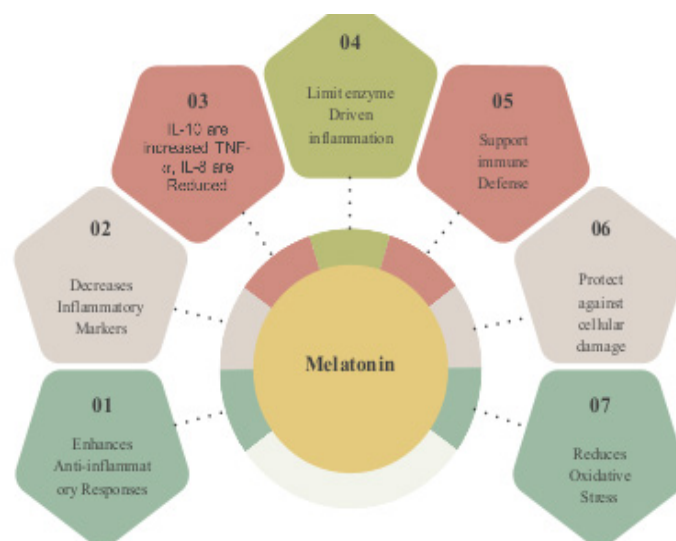 04
Limit enzyme
Driven
inflammation
03
IL-10 are
increased TNF-
α, IL-8 are
Reduced
05
Support
immune
Defense
02
Decreases
Inflammatory
Markers
06
Protect
against
cellular
damage
Melatonin
01
Enhances
Anti-inflammat
ory Responses
07
Reduces
Oxidative
Stress